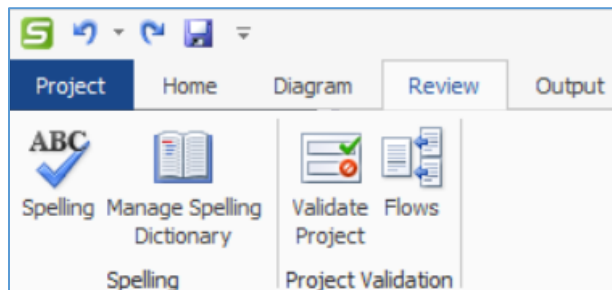 S
Project Home Diagram Review Output
ABC
Spelling Manage Spelling Dictionary Validate Project Flows
Spelling Project Validation